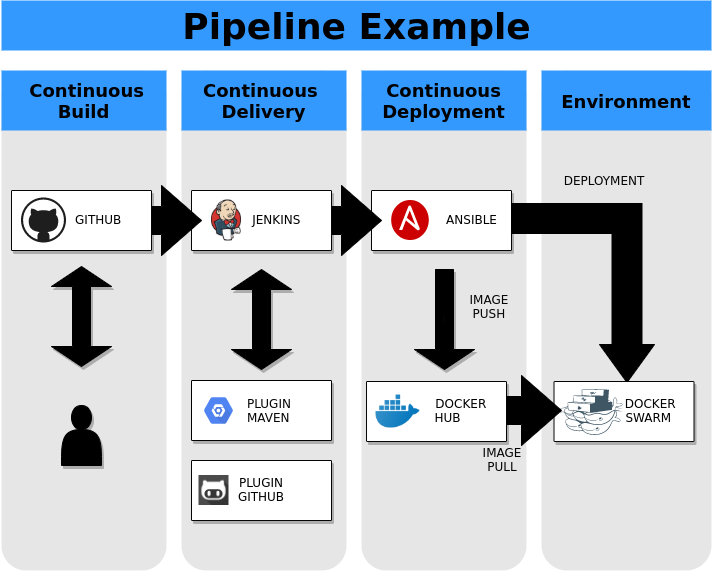 Pipeline Example
Continuous
Build
Continuous
Delivery
Continuous
Deployment
Environment
DEPLOYMENT
GITHUB
JENKINS
ANSIBLE
IMAGE
PUSH
PLUGIN
MAVEN
DOCKER
HUB
DOCKER
SWARM
IMAGE
PULL
PLUGIN
GITHUB